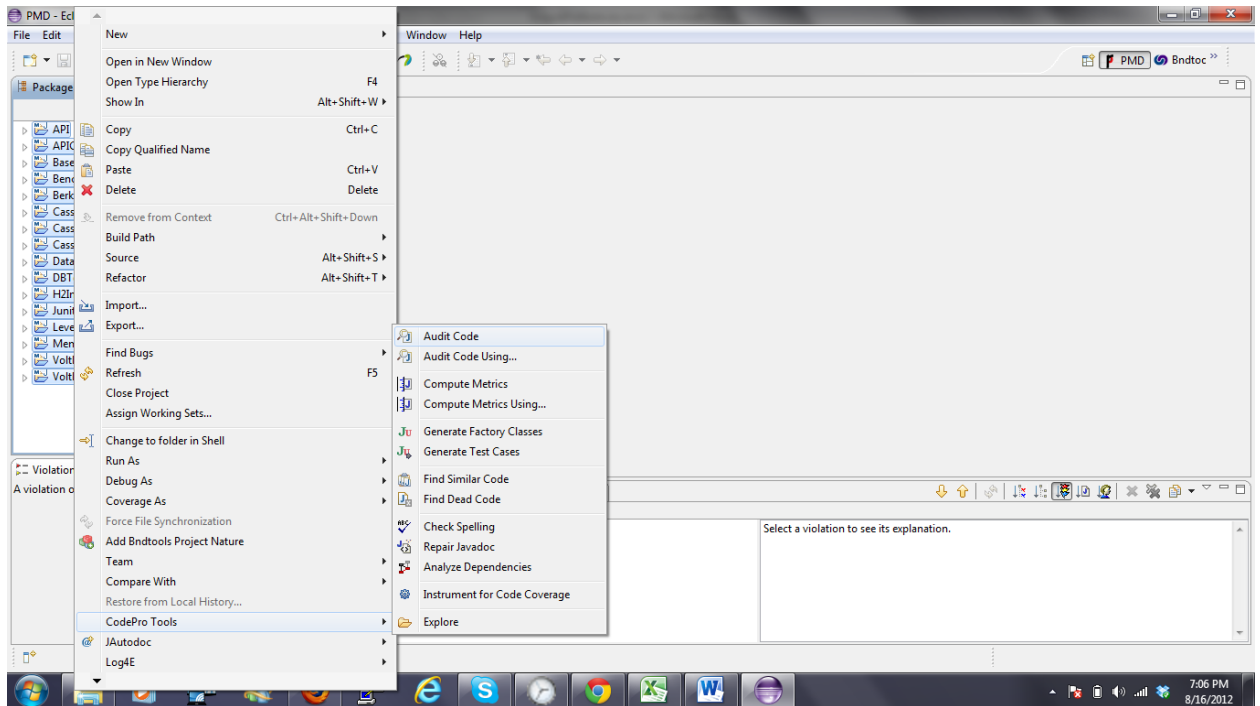 PMD - Ecl
File Edit Window Help
PMD Bndtoc »
Package
API
APIC
Base
Benc
Berk
Cass
Cass
Cass
Data
DBT
H2In
Junit
Leve
Men
Volt
Volt
New
Open in New Window
Open Type Hierarchy F4
Show In Alt+Shift+W
Copy Ctrl+C
Copy Qualified Name
Paste Ctrl+V
Delete Delete
Remove from Context Ctrl+Alt+Shift+Down
Build Path
Source Alt+Shift+S
Refactor Alt+Shift+T
Import...
Export...
Find Bugs
Refresh F5
Close Project
Assign Working Sets...
Change to folder in Shell
Run As
Debug As
Coverage As
Force File Synchronization
Add Bndtools Project Nature
Team
Compare With
Restore from Local History...
CodePro Tools
JAutodoc
Log4E
Audit Code
Audit Code Using...
Compute Metrics
Compute Metrics Using...
Generate Factory Classes
Generate Test Cases
Find Similar Code
Find Dead Code
Check Spelling
Repair Javadoc
Analyze Dependencies
Instrument for Code Coverage
Explore
Violation
A violation o
Select a violation to see its explanation.
7:06 PM
8/16/2012